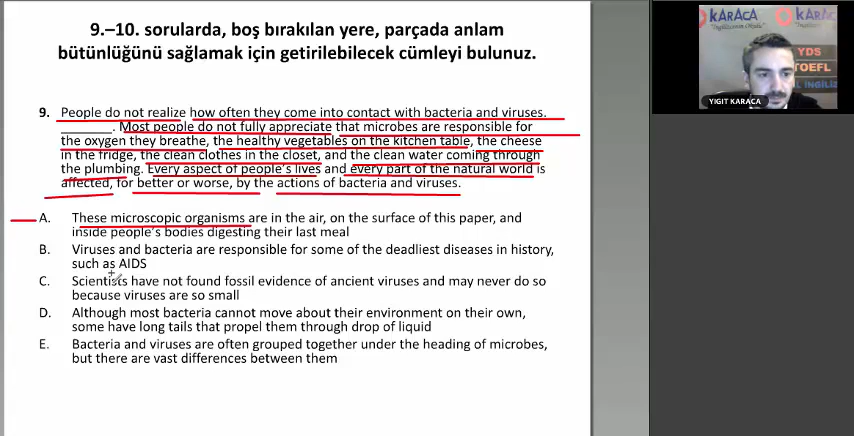 9.–10. sorularda, boş bırakılan yere, parçada anlam
bütünlüğünü sağlamak için getirilebilecek cümleyi bulunuz.
9. People do not realize how often they come into contact with bacteria and viruses.
________. Most people do not fully appreciate that microbes are responsible for
the oxygen they breathe, the healthy vegetables on the kitchen table, the cheese
in the fridge, the clean clothes in the closet, and the clean water coming through
the plumbing. Every aspect of people's lives and every part of the natural world is
affected, for better or worse, by the actions of bacteria and viruses.
A. These microscopic organisms are in the air, on the surface of this paper, and
inside people's bodies digesting their last meal
B. Viruses and bacteria are responsible for some of the deadliest diseases in history,
such as AIDS
C. Scientists have not found fossil evidence of ancient viruses and may never do so
because viruses are so small
D. Although most bacteria cannot move about their environment on their own,
some have long tails that propel them through drop of liquid
E. Bacteria and viruses are often grouped together under the heading of microbes,
but there are vast differences between them
KARACA
KARAC
YDS
TOEFL
YIGIT KARACA